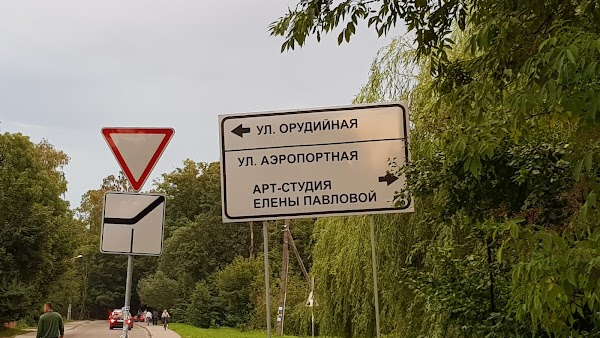 УЛ. ОРУДИЙНАЯ
УЛ. АЭРОПОРТНАЯ
АРТ-СТУДИЯ
ЕЛЕНЫ ПАВЛОВОЙ